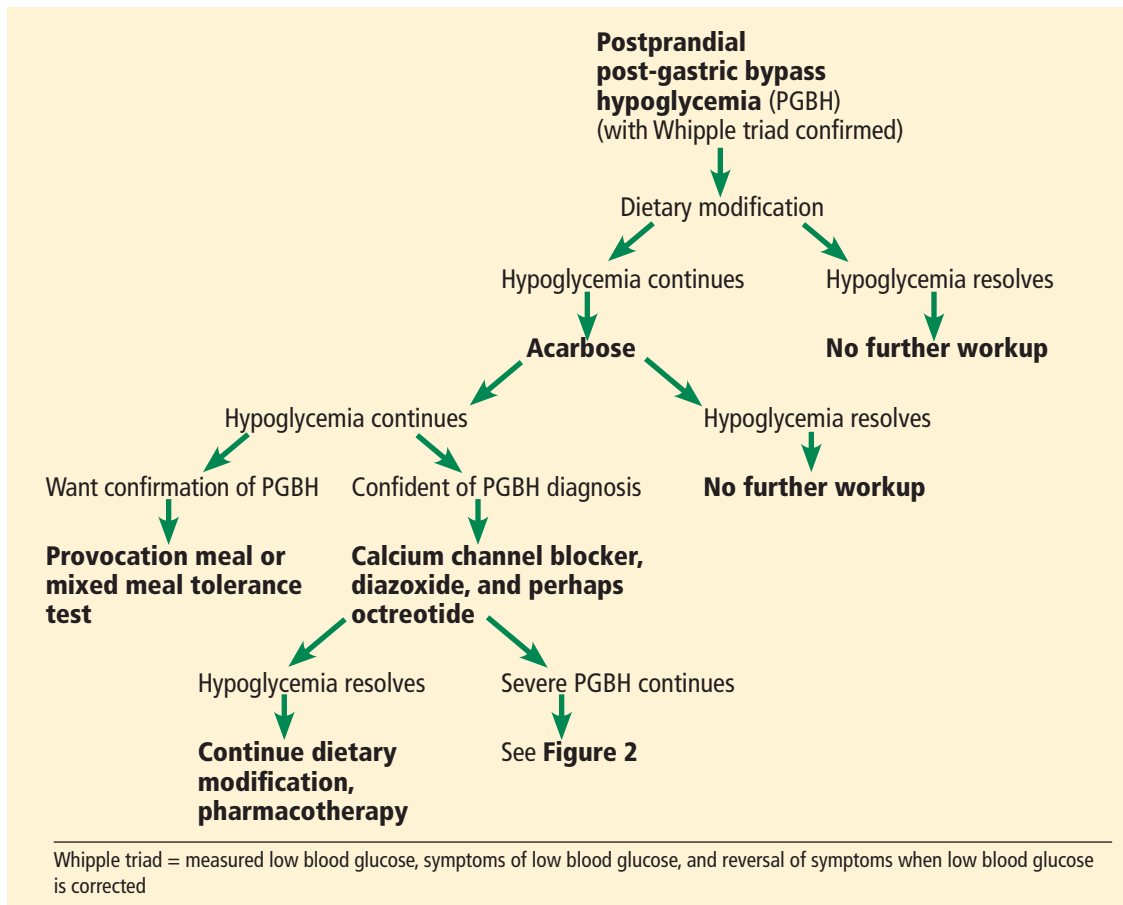 Postprandial
post-gastric bypass
hypoglycemia (PGBH)
(with Whipple triad confirmed)
Dietary modification
Hypoglycemia continues
Hypoglycemia resolves
Acarbose
No further workup
Hypoglycemia continues
Hypoglycemia resolves
Want confirmation of PGBH
Confident of PGBH diagnosis
No further workup
Provocation meal or
mixed meal tolerance
test
Calcium channel blocker,
diazoxide, and perhaps
octreotide
Hypoglycemia resolves
Severe PGBH continues
Continue dietary
modification,
pharmacotherapy
See Figure 2
Whipple triad = measured low blood glucose, symptoms of low blood glucose, and reversal of symptoms when low blood glucose
is corrected